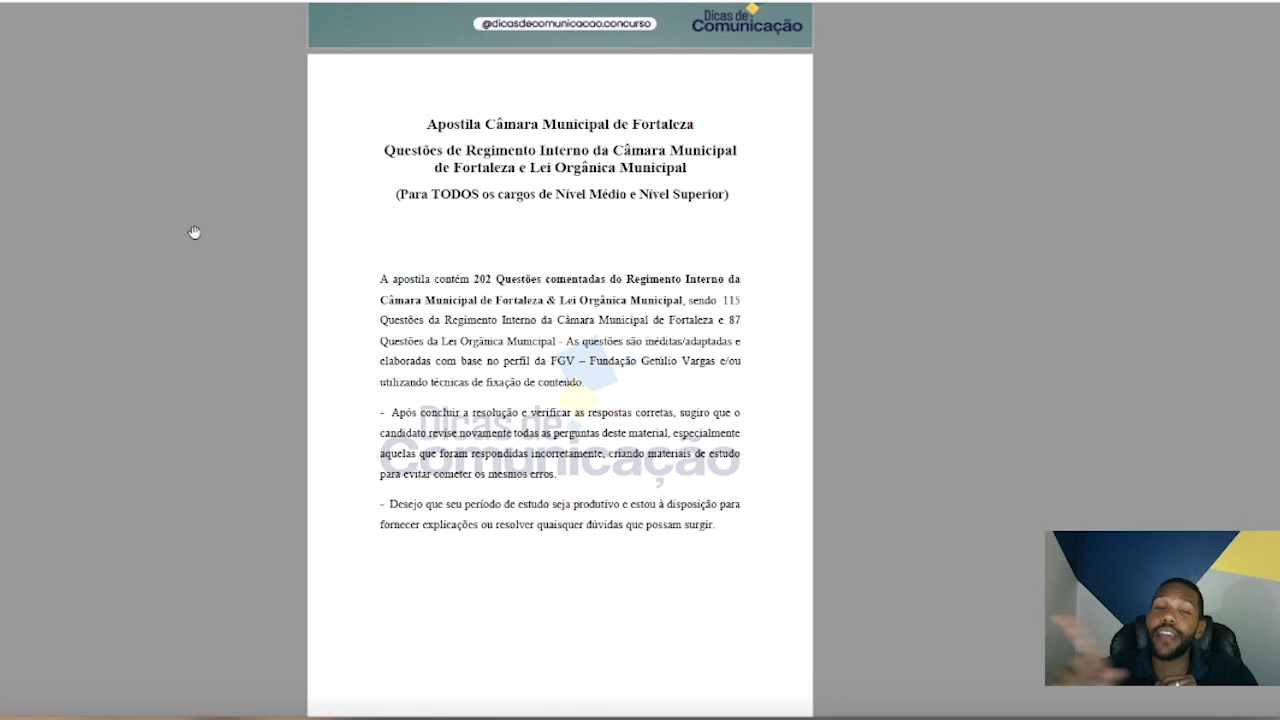 @dicasdecomunicacao.concurso
Dicas de
Comunicação
Apostila Câmara Municipal de Fortaleza
Questões de Regimento Interno da Câmara Municipal
de Fortaleza e Lei Orgânica Municipal
(Para TODOS os cargos de Nível Médio e Nível Superior)
A apostila contém 202 Questões comentadas do Regimento Interno da
Câmara Municipal de Fortaleza & Lei Orgânica Municipal, sendo 115
Questões da Regimento Interno da Câmara Municipal de Fortaleza e 87
Questões da Lei Orgânica Municipal - As questões são inéditas/adaptadas e
elaboradas com base no perfil da FGV – Fundação Getúlio Vargas e/ou
utilizando técnicas de fixação de conteúdo.
- Após concluir a resolução e verificar as respostas corretas, sugiro que o
candidato revise novamente todas as perguntas deste material, especialmente
aquelas que foram respondidas incorretamente, criando materiais de estudo
para evitar cometer os mesmos erros.
- Desejo que seu período de estudo seja produtivo e estou à disposição para
fornecer explicações ou resolver quaisquer dúvidas que possam surgir.
Dicas de
Comunicação